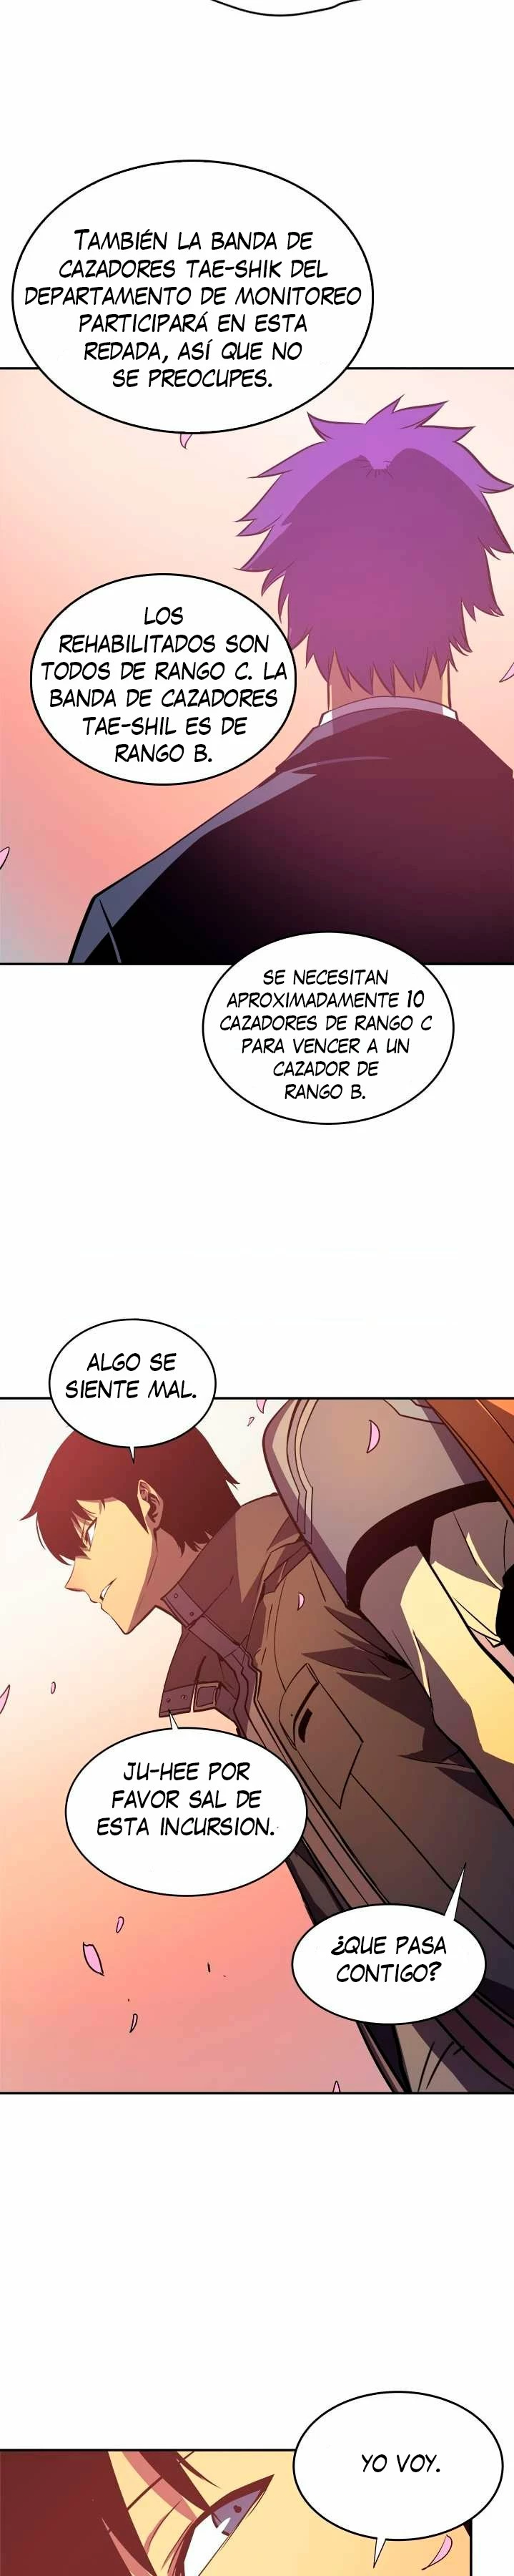 TAMBIÉN LA BANDA DE
CAZADORES TAE-SHIK DEL
DEPARTAMENTO DE MONITOREO
PARTICIPARÁ EN ESTA
REDADA, ASÍ QUE NO
SE PREOCUPES.
LOS
REHABILITADOS SON
TODOS DE RANGO C. LA
BANDA DE CAZADORES
TAE-SHIL ES DE
RANGO B.
SE NECESITAN
APROXIMADAMENTE 10
CAZADORES DE RANGO C
PARA VENCER A UN
CAZADOR DE
RANGO B.
ALGO SE
SIENTE MAL.
JU-HEE POR
FAVOR SAL DE
ESTA INCURSION.
¿QUE PASA
CONTIGO?
YO VOY.